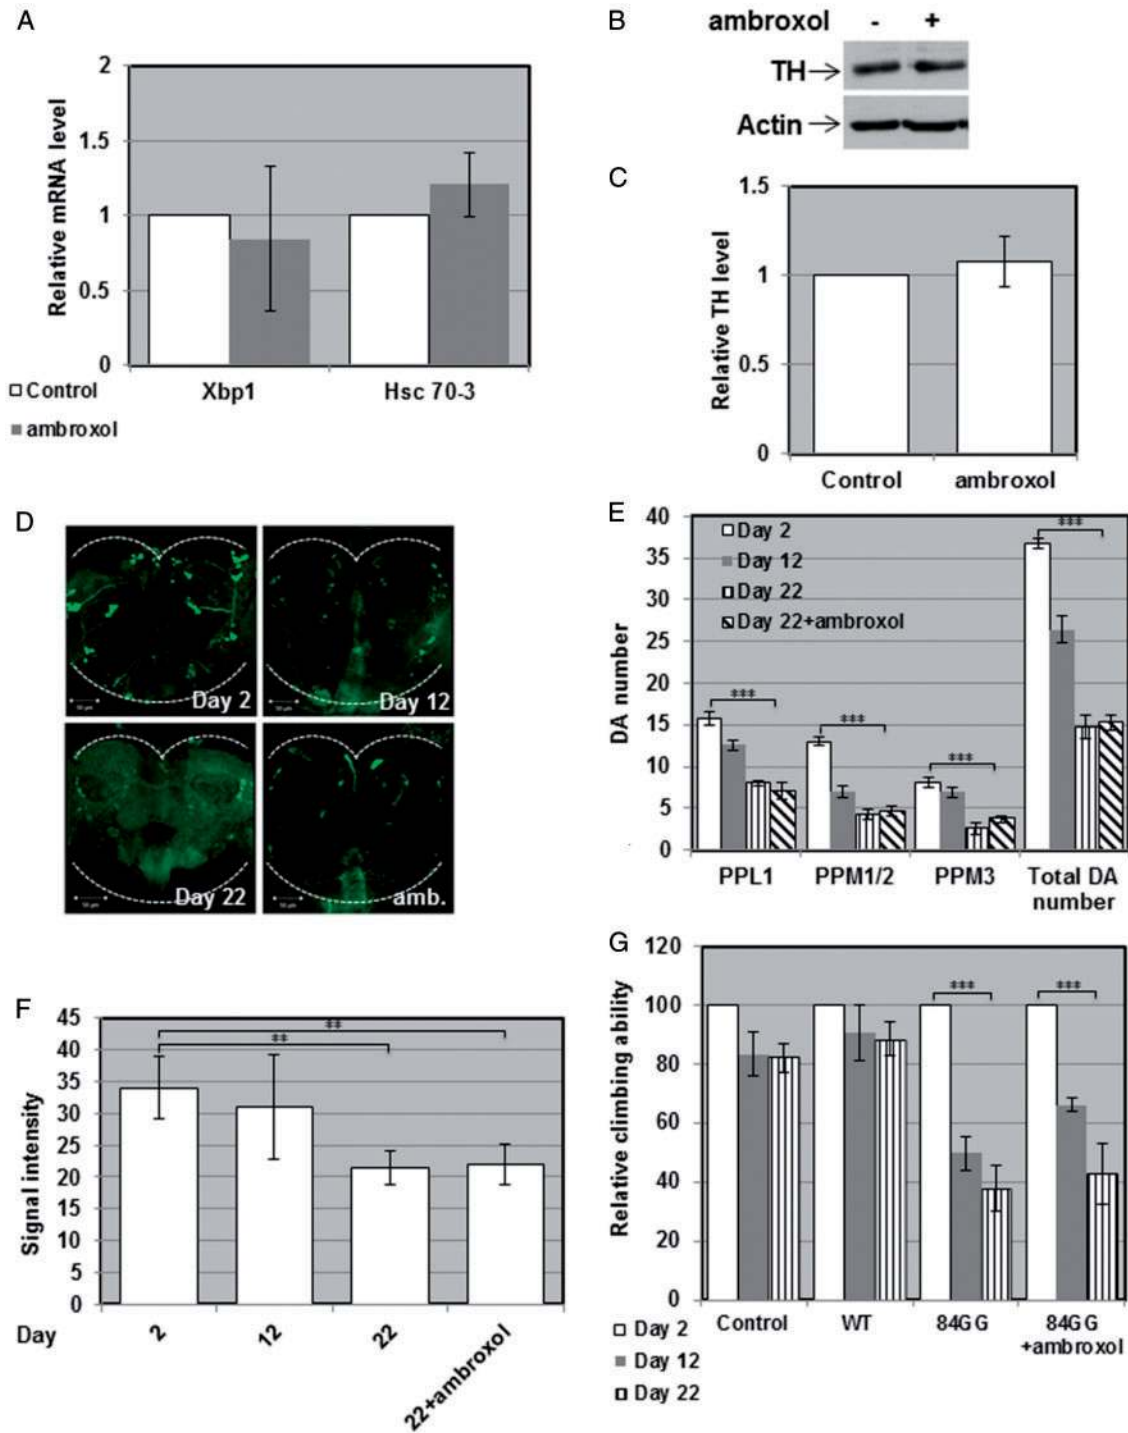 A
2
1.5
1
0.5
0
Relative mRNA level
Xbp1
Hsc 70-3
Control
ambroxol
B
ambroxol - +
TH
Actin
C
1.5
1
0.5
0
Relative TH level
Control
ambroxol
D
Day 2
Day 12
Day 22
amb.
E
40
35
30
25
20
15
10
5
0
DA number
Day 2
Day 12
Day 22
Day 22+ambroxol
***
***
***
***
PPL1
PPM1/2
PPM3
Total DA
number
F
45
40
35
30
25
20
15
10
5
0
Signal intensity
**
**
Day
2
12
22
22+ambroxol
G
120
100
80
60
40
20
0
Relative climbing ability
***
***
Control
WT
84GG
84GG
+ambroxol
Day 2
Day 12
Day 22